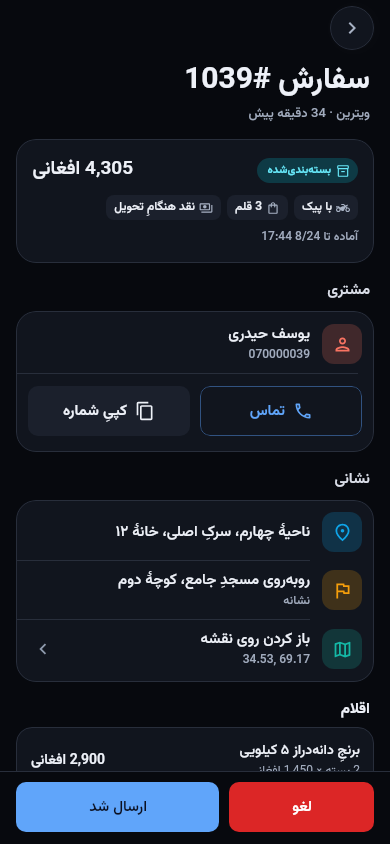 سفارش #1039
ویترین · 34 دقیقه پیش
بسته‌بندی‌شده
4,305 افغانی
با پیک
3 قلم
نقد هنگامِ تحویل
آماده تا 8/24 17:44
مشتری
یوسف حیدری
070000039
تماس
کپیِ شماره
نشانی
ناحیهٔ چهارم، سرکِ اصلی، خانهٔ ۱۲
روبه‌روی مسجدِ جامع، کوچهٔ دوم
نشانه
باز کردن روی نقشه
34.53, 69.17
اقلام
برنجِ دانه‌دراز ۵ کیلویی
2,900 افغانی
لغو
ارسال شد